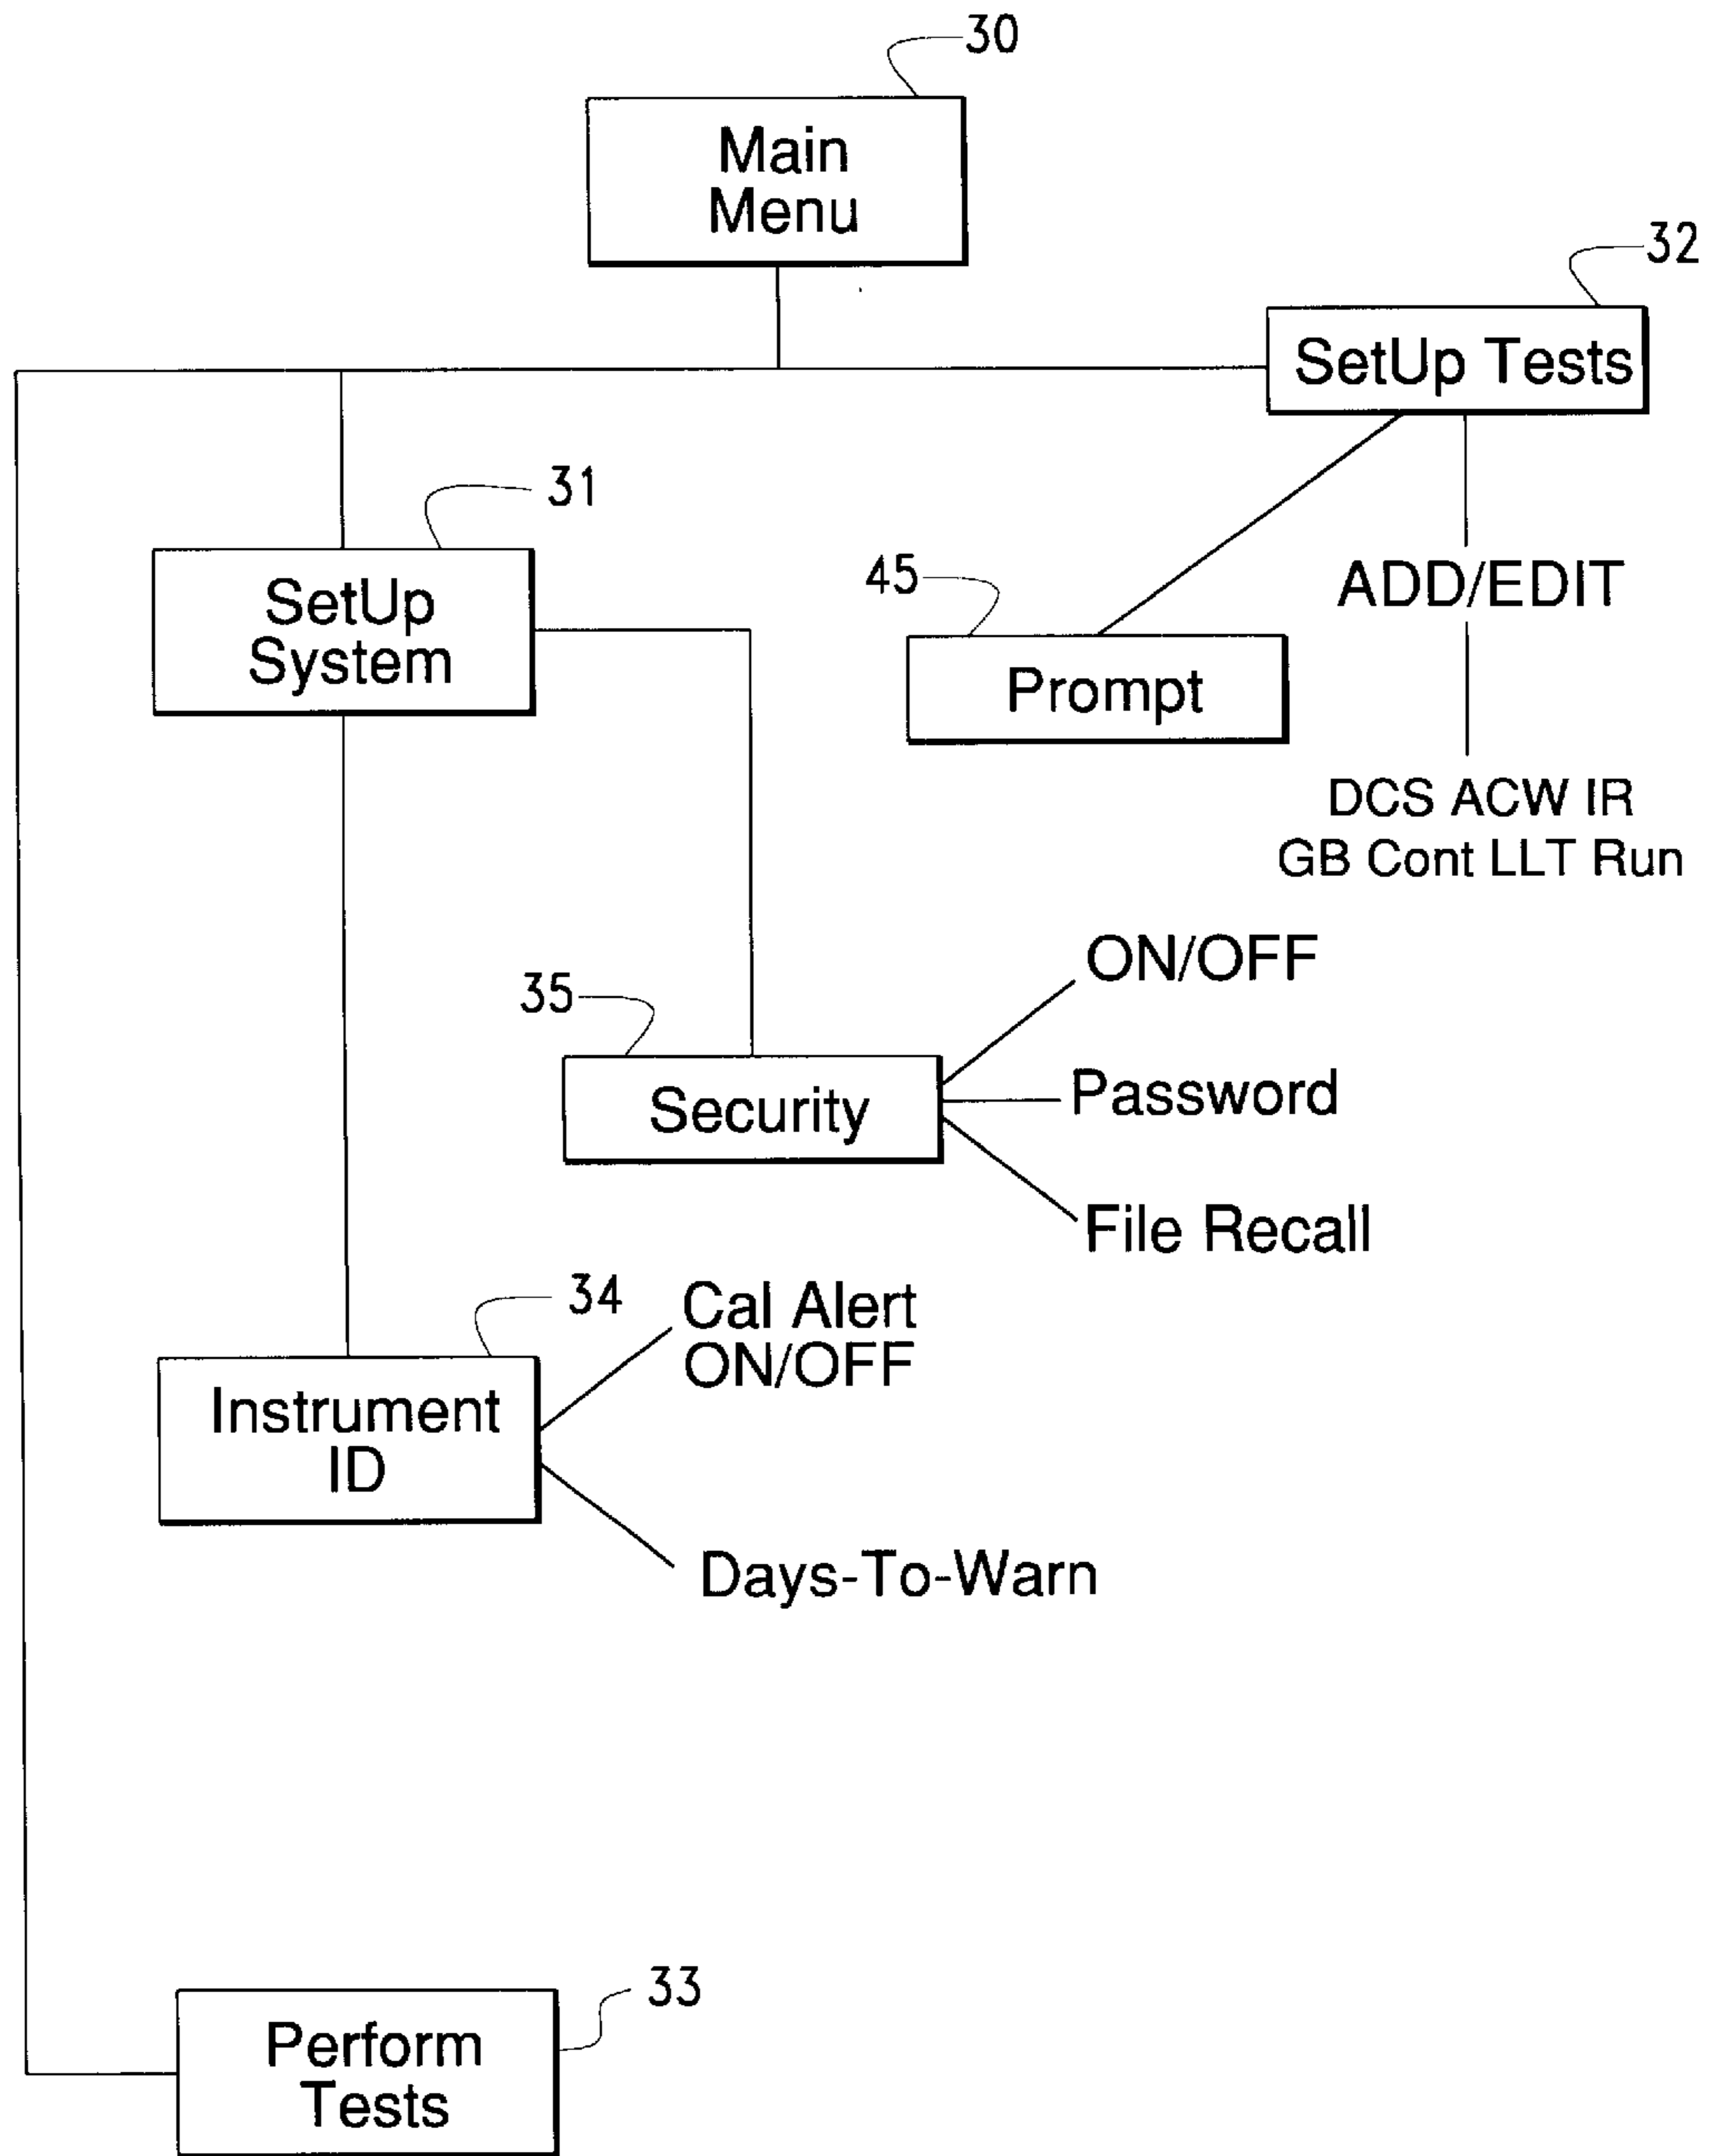 30
Main
Menu
32
SetUp Tests
31
SetUp
System
45
Prompt
ADD/EDIT
DCS ACW IR
GB Cont LLT Run
35
Security
ON/OFF
Password
File Recall
34
Instrument
ID
Cal Alert
ON/OFF
Days-To-Warn
33
Perform
Tests